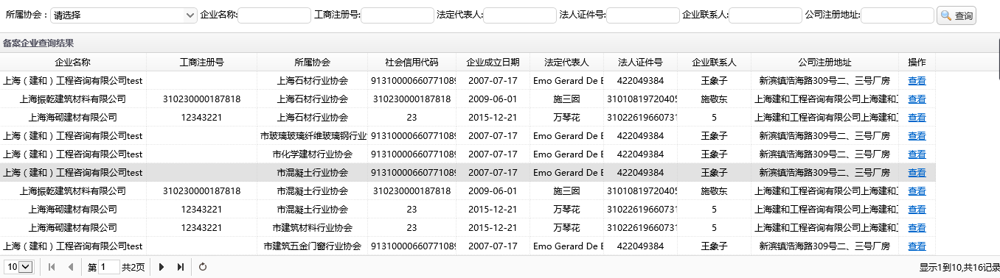 所属协会： 请选择 企业名称: 工商注册号: 法定代表人: 法人证件号: 企业联系人: 公司注册地址: 查询
备案企业查询结果
企业名称 工商注册号 所属协会 社会信用代码 企业成立日期 法定代表人 法人证件号 企业联系人 公司注册地址 操作
上海（建和）工程咨询有限公司test 上海石材行业协会 91310000660771089 2007-07-17 Emo Gerard De B 422049384 王象子 新滨镇浩海路309号二、三号厂房 查看
上海振乾建筑材料有限公司 310230000187818 上海石材行业协会 310230000187818 2009-06-01 施三囡 31010819720405 施敬东 上海建和工程咨询有限公司上海建和工 查看
上海海砌建材有限公司 12343221 上海石材行业协会 23 2015-12-21 万琴花 31022619660731 5 上海建和工程咨询有限公司上海建和工 查看
上海（建和）工程咨询有限公司test 市玻璃玻璃纤维玻璃钢行业 91310000660771089 2007-07-17 Emo Gerard De B 422049384 王象子 新滨镇浩海路309号二、三号厂房 查看
上海（建和）工程咨询有限公司test 市化学建材行业协会 91310000660771089 2007-07-17 Emo Gerard De B 422049384 王象子 新滨镇浩海路309号二、三号厂房 查看
上海（建和）工程咨询有限公司test 市混凝土行业协会 91310000660771089 2007-07-17 Emo Gerard De B 422049384 王象子 新滨镇浩海路309号二、三号厂房 查看
上海振乾建筑材料有限公司 310230000187818 市混凝土行业协会 310230000187818 2009-06-01 施三囡 31010819720405 施敬东 上海建和工程咨询有限公司上海建和工 查看
上海海砌建材有限公司 12343221 市混凝土行业协会 23 2015-12-21 万琴花 31022619660731 5 上海建和工程咨询有限公司上海建和工 查看
上海海砌建材有限公司 12343221 市建筑材料行业协会 23 2015-12-21 万琴花 31022619660731 5 上海建和工程咨询有限公司上海建和工 查看
上海（建和）工程咨询有限公司test 市建筑五金门窗行业协会 91310000660771089 2007-07-17 Emo Gerard De B 422049384 王象子 新滨镇浩海路309号二、三号厂房 查看
10 第 1 共2页 显示1到10,共16记录